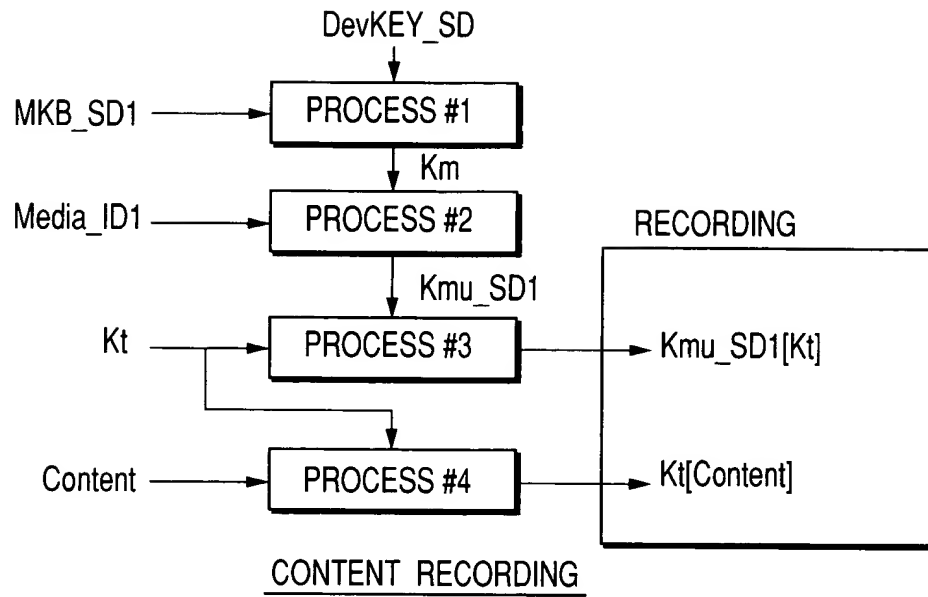 DevKEY_SD
MKB_SD1
PROCESS #1
Km
Media_ID1
PROCESS #2
RECORDING
Kmu_SD1
Kt
PROCESS #3
Kmu_SD1[Kt]
Content
PROCESS #4
Kt[Content]
CONTENT RECORDING